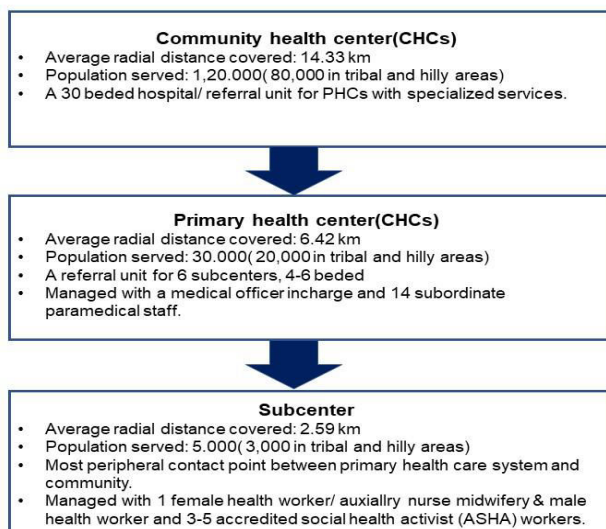 Community health center(CHCs)
• Average radial distance covered: 14.33 km
• Population served: 1,20.000( 80,000 in tribal and hilly areas)
• A 30 beded hospital/ referral unit for PHCs with specialized services.
Primary health center(CHCs)
• Average radial distance covered: 6.42 km
• Population served: 30.000( 20,000 in tribal and hilly areas)
• A referral unit for 6 subcenters, 4-6 beded
• Managed with a medical officer incharge and 14 subordinate
paramedical staff.
Subcenter
• Average radial distance covered: 2.59 km
• Population served: 5.000( 3,000 in tribal and hilly areas)
• Most peripheral contact point between primary health care system and
community.
• Managed with 1 female health worker/ auxiallry nurse midwifery & male
health worker and 3-5 accredited social health activist (ASHA) workers.